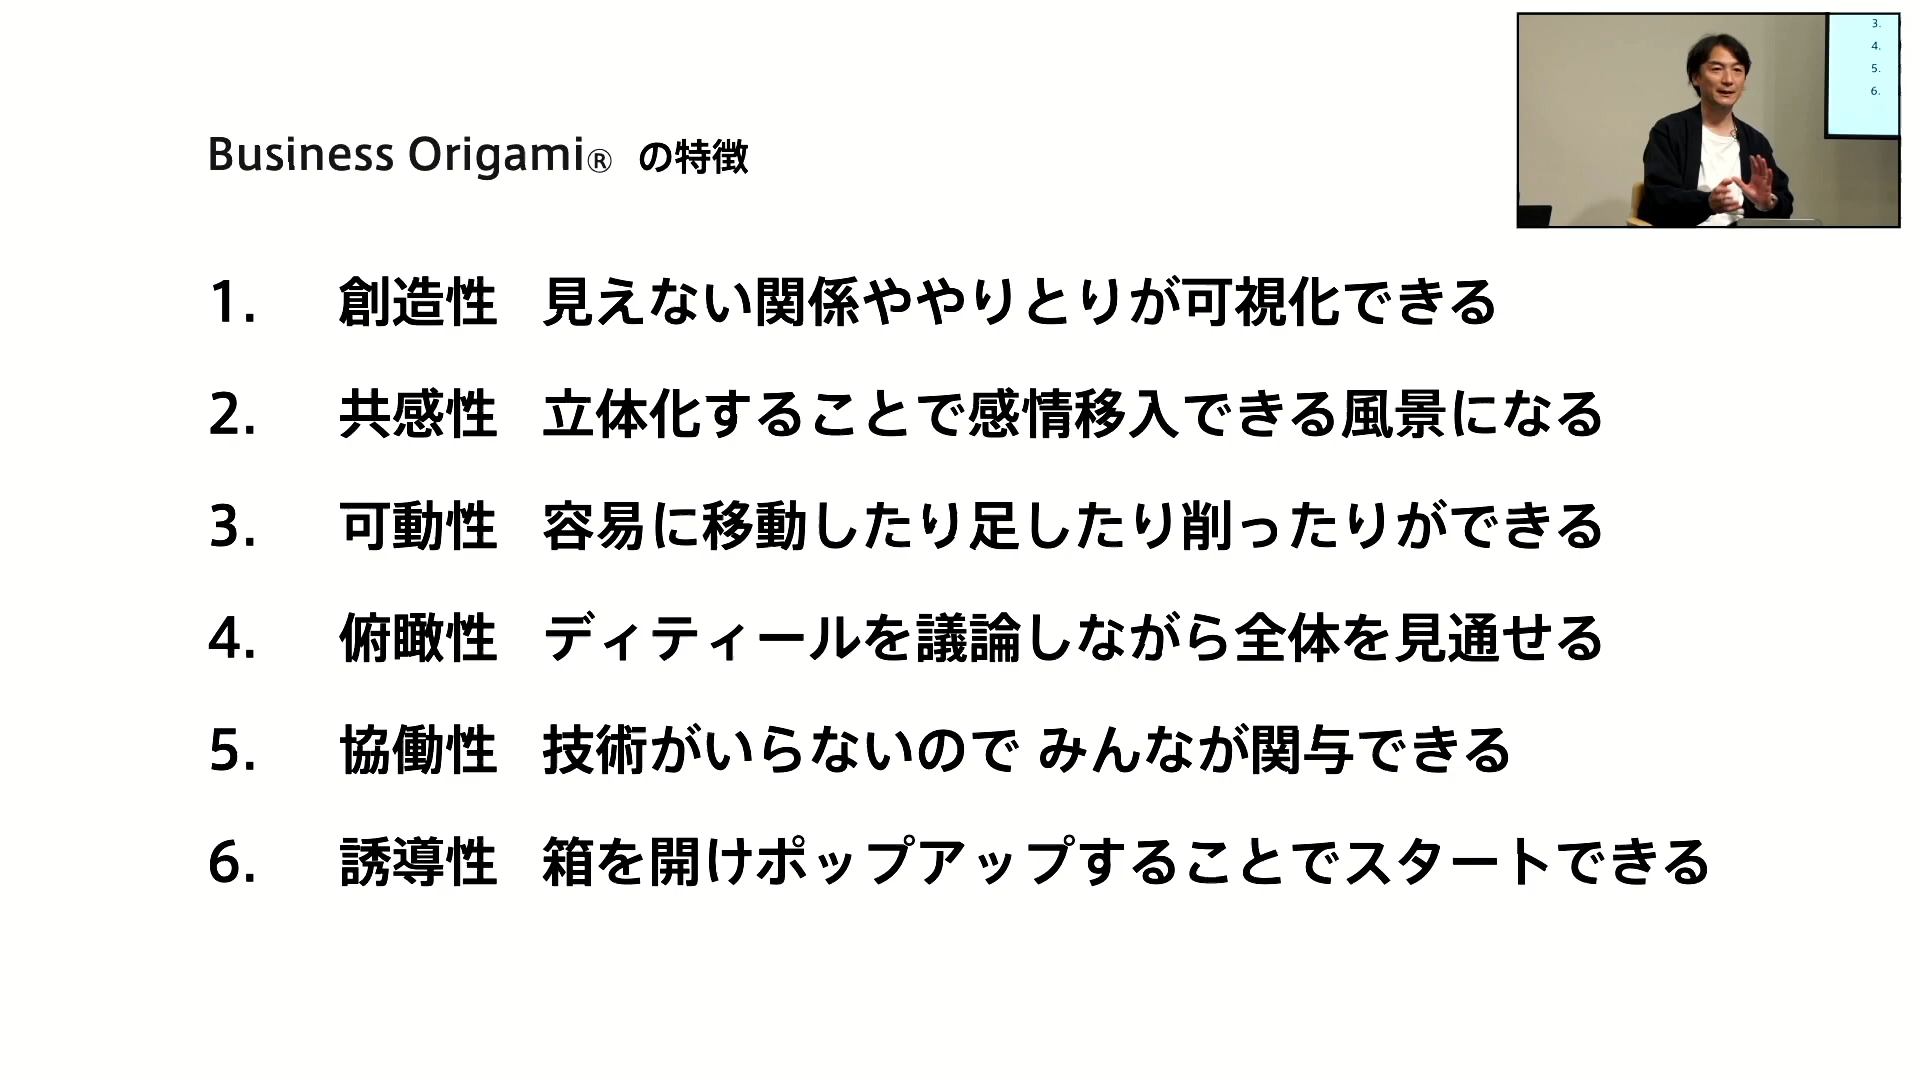 Business Origami® の特徴
1. 創造性 見えない関係ややりとりが可視化できる
2. 共感性 立体化することで感情移入できる風景になる
3. 可動性 容易に移動したり足したり削ったりができる
4. 俯瞰性 ディティールを議論しながら全体を見通せる
5. 協働性 技術がいらないので みんなが関与できる
6. 誘導性 箱を開けポップアップすることでスタートできる
3.
4.
5.
6.